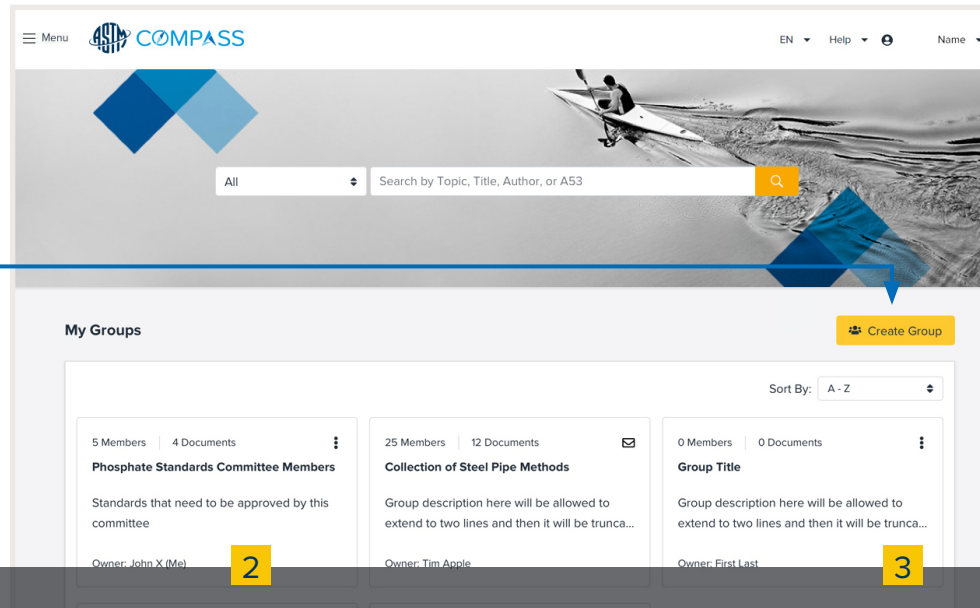 Menu
ASTM COMPASS
EN
Help
Name
All
Search by Topic, Title, Author, or A53
My Groups
Create Group
Sort By: A - Z
5 Members 4 Documents
Phosphate Standards Committee Members
Standards that need to be approved by this
committee
Owner: John X (Me)
2
25 Members 12 Documents
Collection of Steel Pipe Methods
Group description here will be allowed to
extend to two lines and then it will be trunca...
Owner: Tim Apple
0 Members 0 Documents
Group Title
Group description here will be allowed to
extend to two lines and then it will be trunca...
Owner: First Last
3